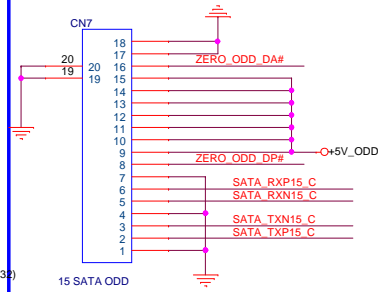 CN7
18
17
16 ZERO_ODD_DA#
20 20 15
19 19 14
13
12
11
10
9 +5V_ODD
8 ZERO_ODD_DP#
7
6 SATA_RXP15_C
5 SATA_RXN15_C
4
3 SATA_TXN15_C
2 SATA_TXP15_C
1
32)
15 SATA ODD